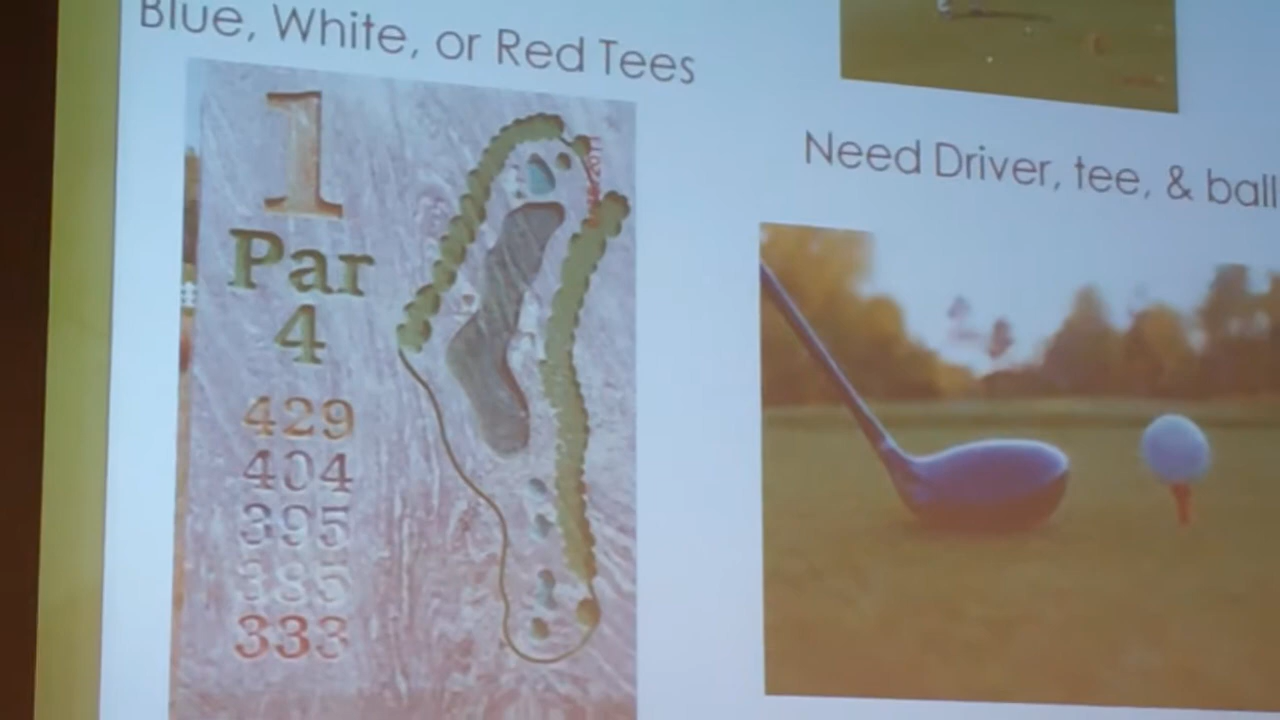 Blue, White, or Red Tees
1
Par
4
429
404
395
385
333
Need Driver, tee, & ball